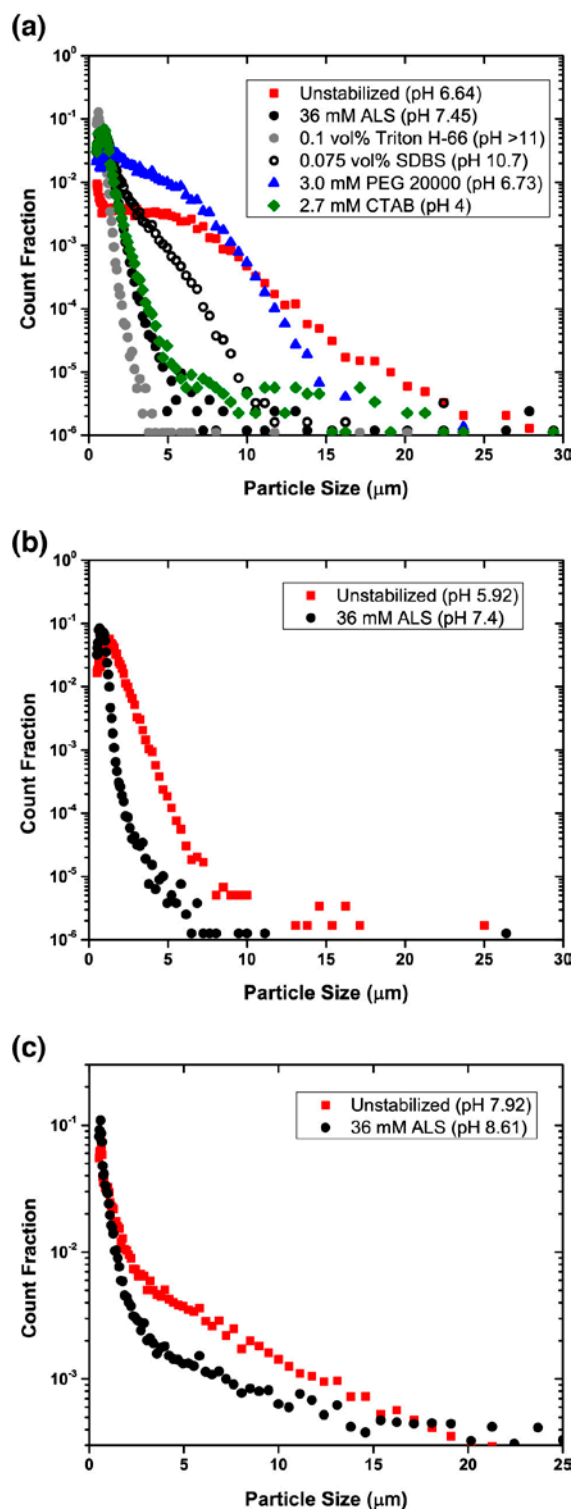 (a)
10⁰
10⁻¹
10⁻²
10⁻³
10⁻⁴
10⁻⁵
10⁻⁶
Count Fraction
Unstabilized (pH 6.64)
36 mM ALS (pH 7.45)
0.1 vol% Triton H-66 (pH >11)
0.075 vol% SDBS (pH 10.7)
3.0 mM PEG 20000 (pH 6.73)
2.7 mM CTAB (pH 4)
0 5 10 15 20 25 30
Particle Size (μm)
(b)
10⁰
10⁻¹
10⁻²
10⁻³
10⁻⁴
10⁻⁵
10⁻⁶
Count Fraction
Unstabilized (pH 5.92)
36 mM ALS (pH 7.4)
0 5 10 15 20 25 30
Particle Size (μm)
(c)
10⁻¹
10⁻²
10⁻³
Count Fraction
Unstabilized (pH 7.92)
36 mM ALS (pH 8.61)
0 5 10 15 20 25
Particle Size (μm)